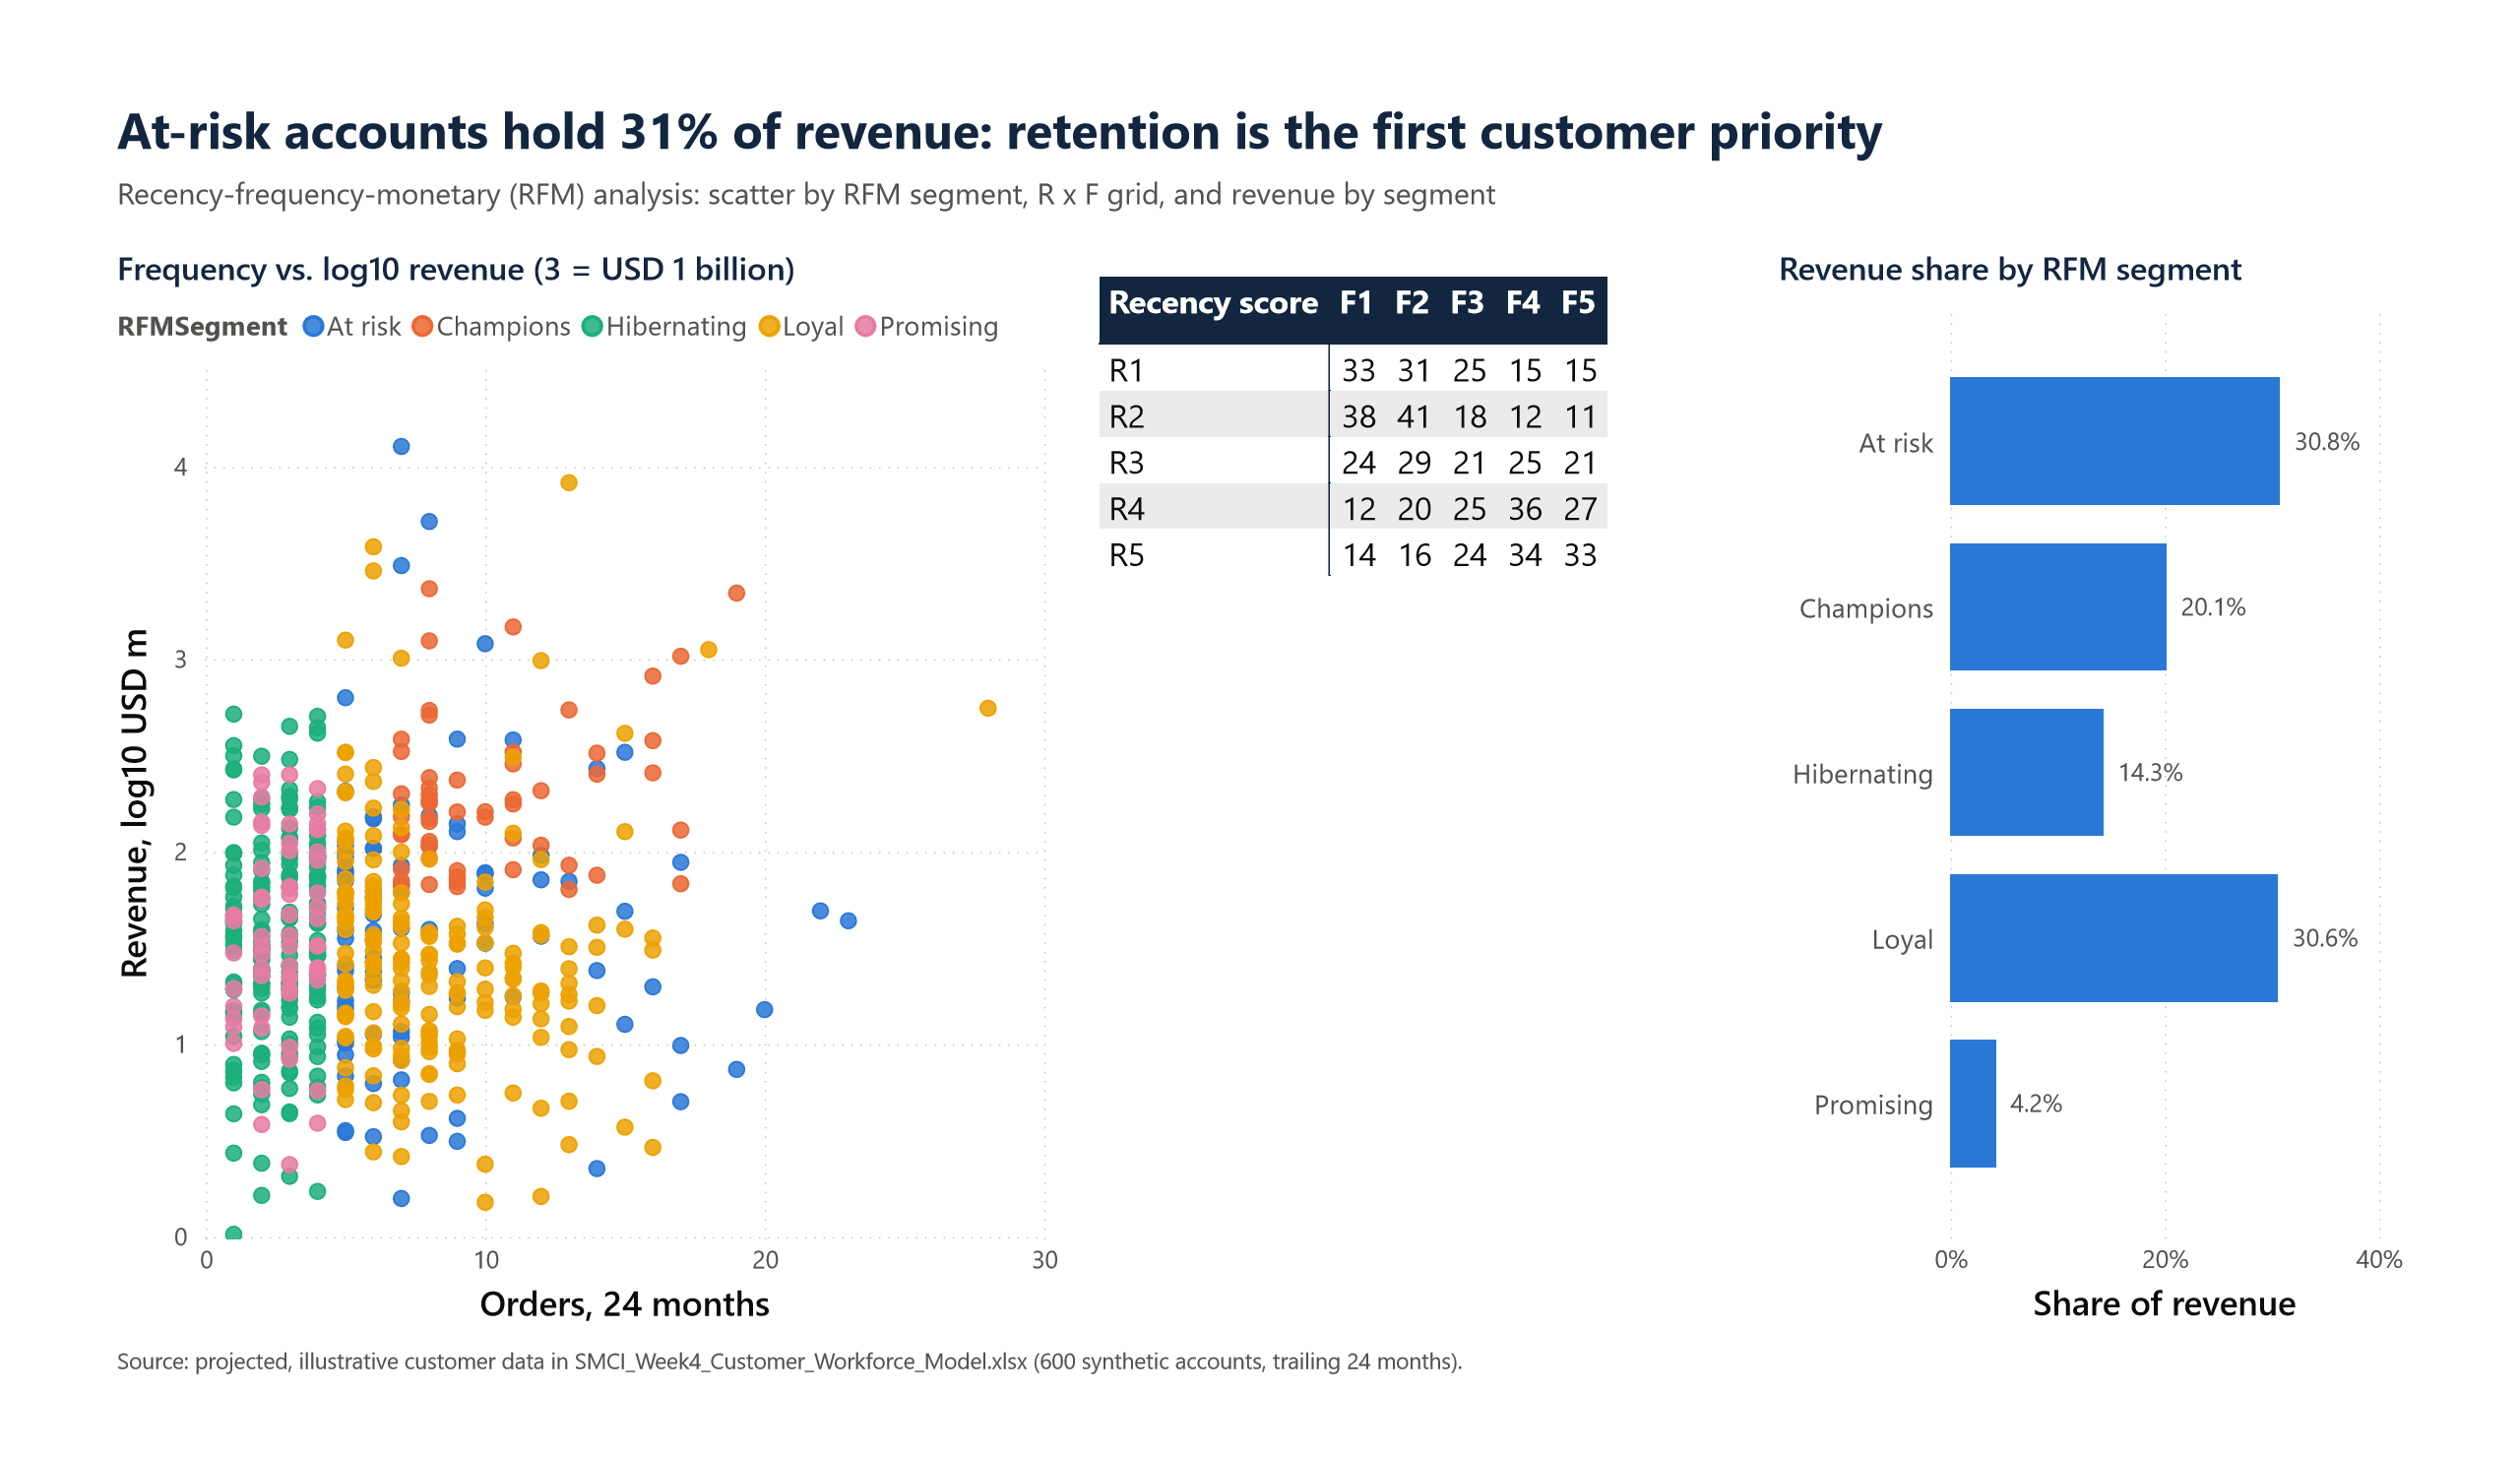 At-risk accounts hold 31% of revenue: retention is the first customer priority
Recency-frequency-monetary (RFM) analysis: scatter by RFM segment, R x F grid, and revenue by segment
Frequency vs. log10 revenue (3 = USD 1 billion)
RFMSegment At risk Champions Hibernating Loyal Promising
Revenue, log10 USD m
4
3
2
1
0
0 10 20 30
Orders, 24 months
Recency score F1 F2 F3 F4 F5
R1 33 31 25 15 15
R2 38 41 18 12 11
R3 24 29 21 25 21
R4 12 20 25 36 27
R5 14 16 24 34 33
Revenue share by RFM segment
At risk 30.8%
Champions 20.1%
Hibernating 14.3%
Loyal 30.6%
Promising 4.2%
0% 20% 40%
Share of revenue
Source: projected, illustrative customer data in SMCI_Week4_Customer_Workforce_Model.xlsx (600 synthetic accounts, trailing 24 months).